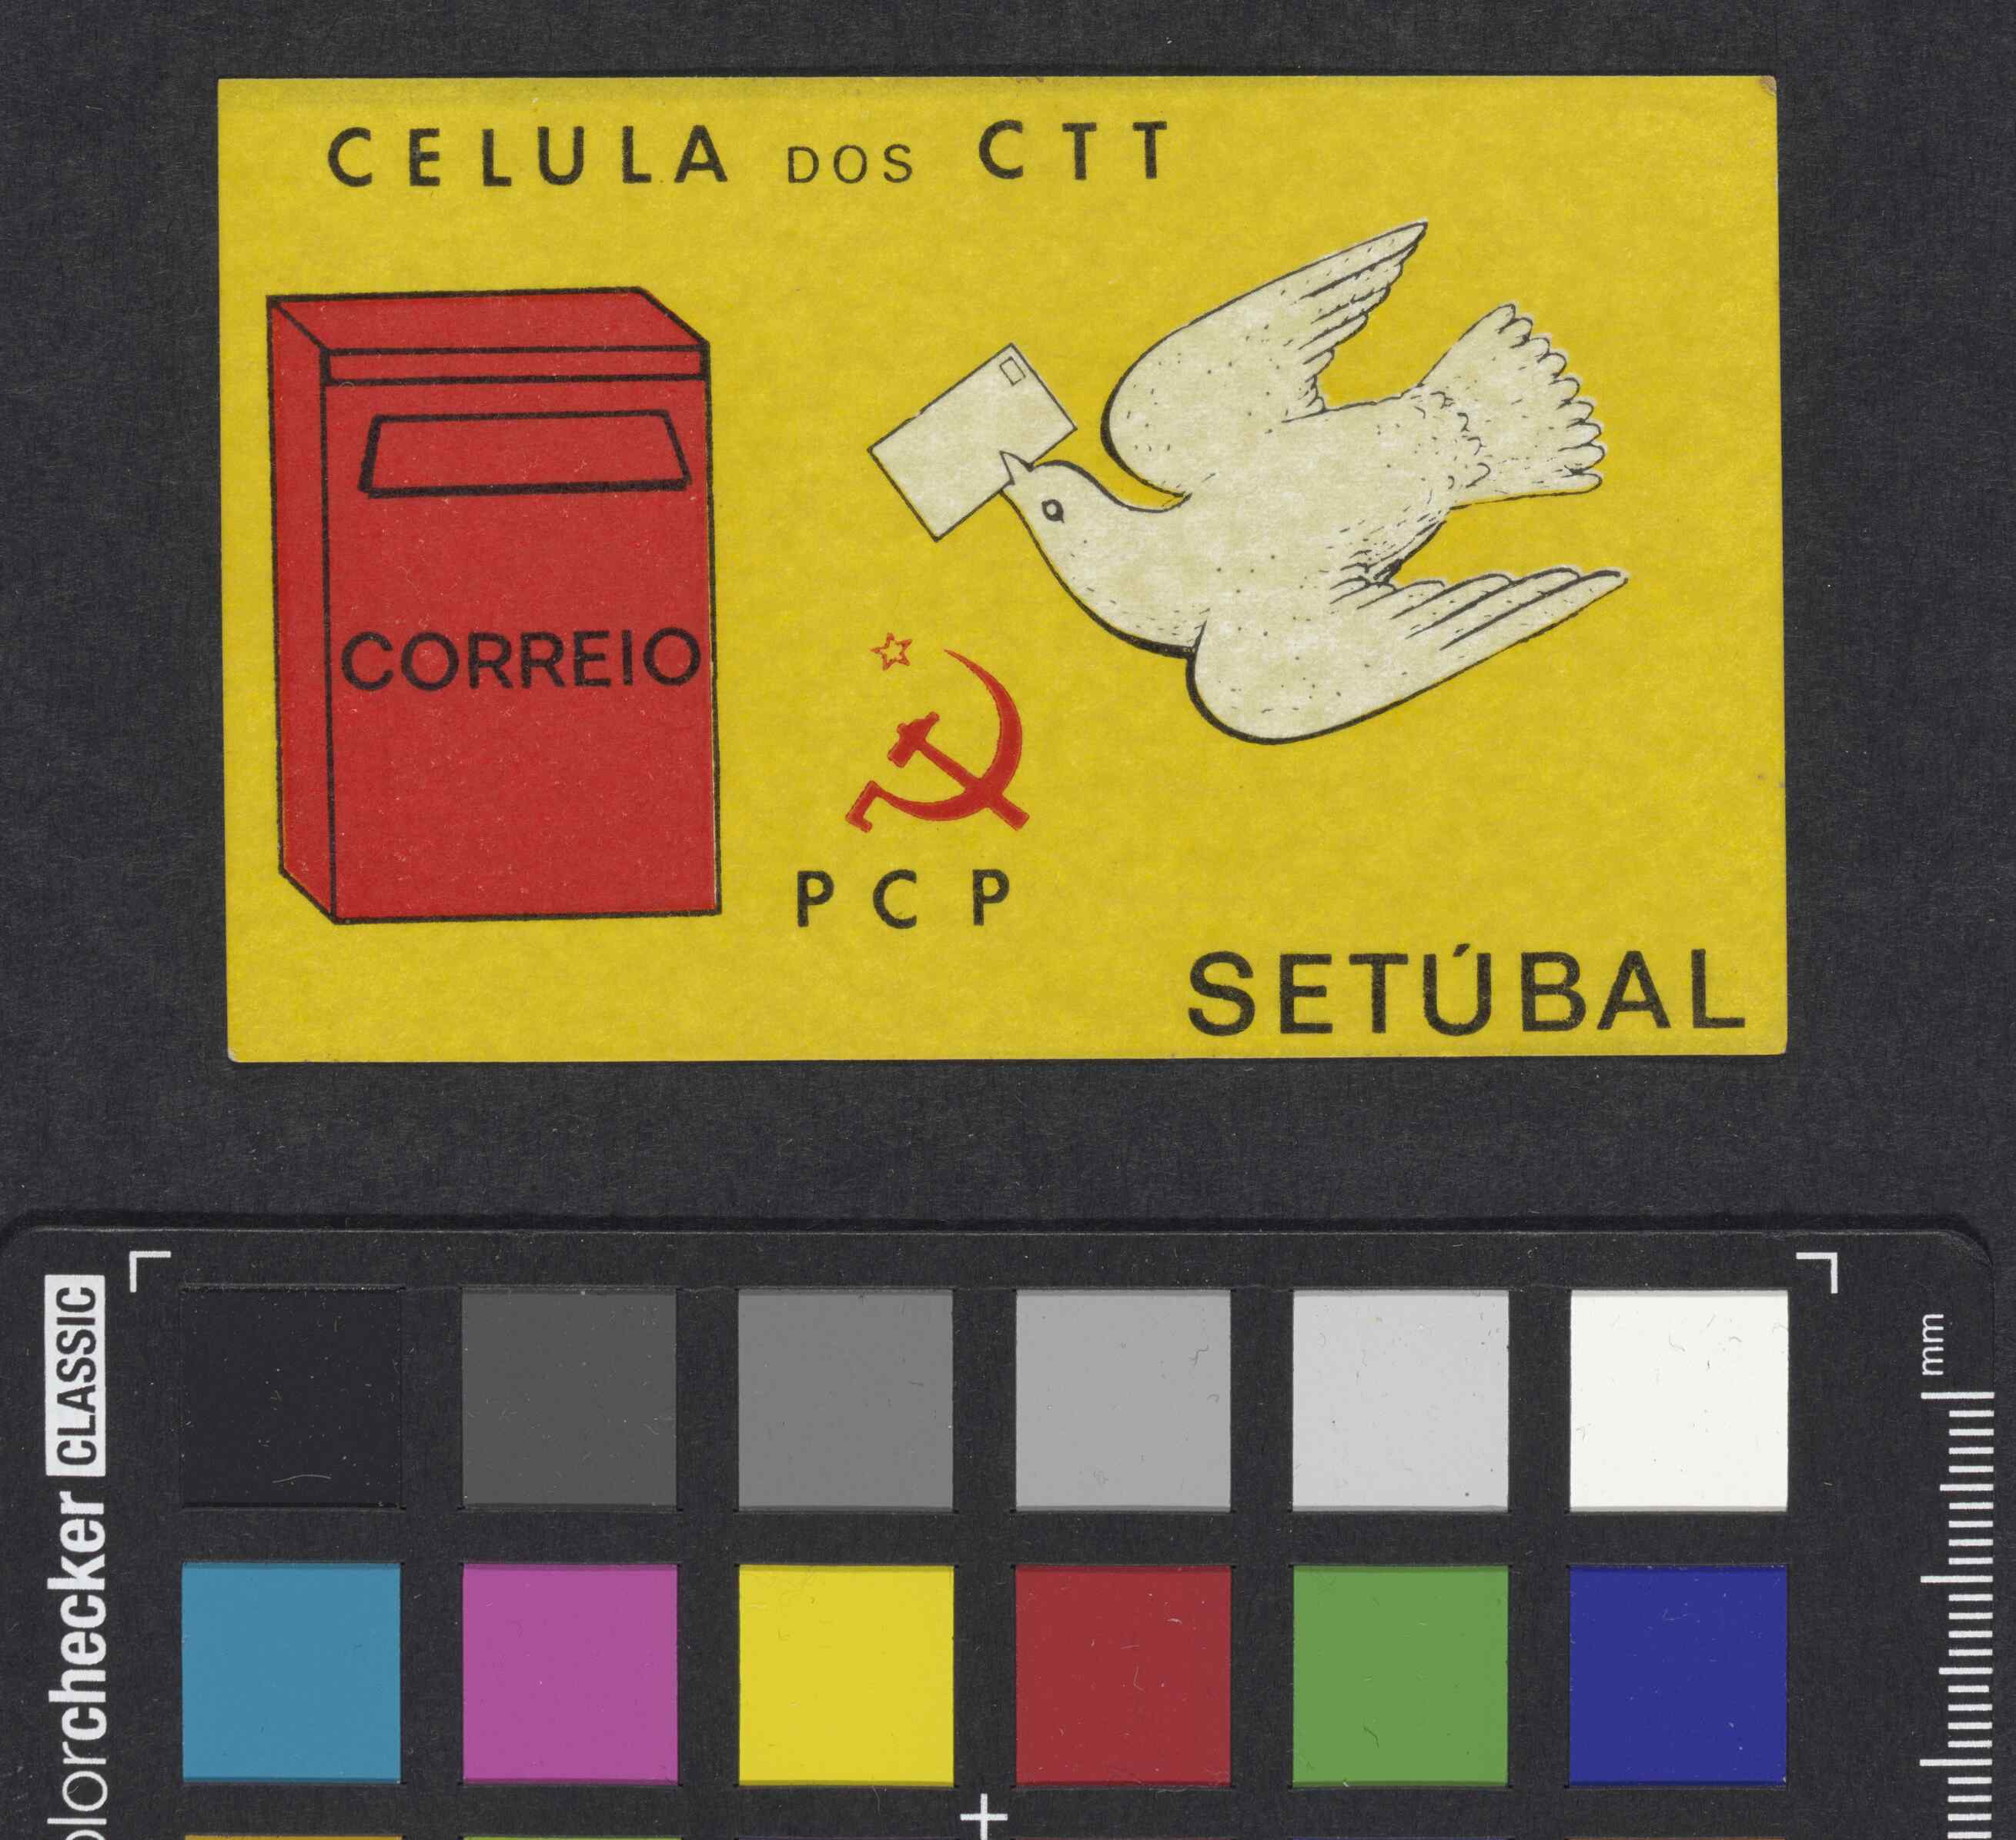 CELULA DOS CTT
CORREIO
PCP
SETÚBAL
mm
colorchecker CLASSIC